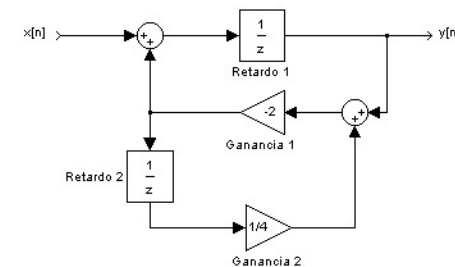 x[n]
+
+
1
z
y[n
Retardo 1
-2
+
+
Ganancia 1
Retardo 2
1
z
1/4
Ganancia 2